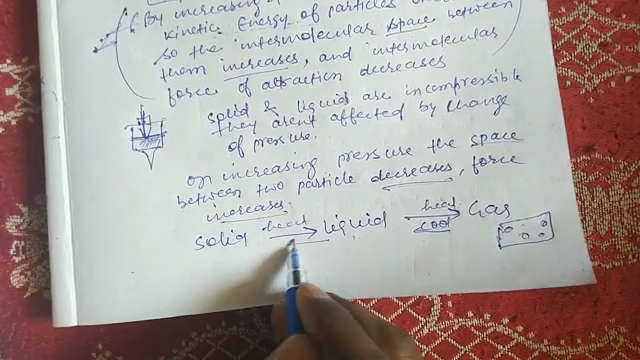 By increasing
kinetic Energy of particles
so the intermolecular space between
them increases, and intermolecular
force of attraction decreases
Solid & liquid are incompressible
They aren't affected by change
of pressure.
on increasing pressure the space
between two particle decreases, force
increases.
Solid heat → liquid heat → Gas
cool